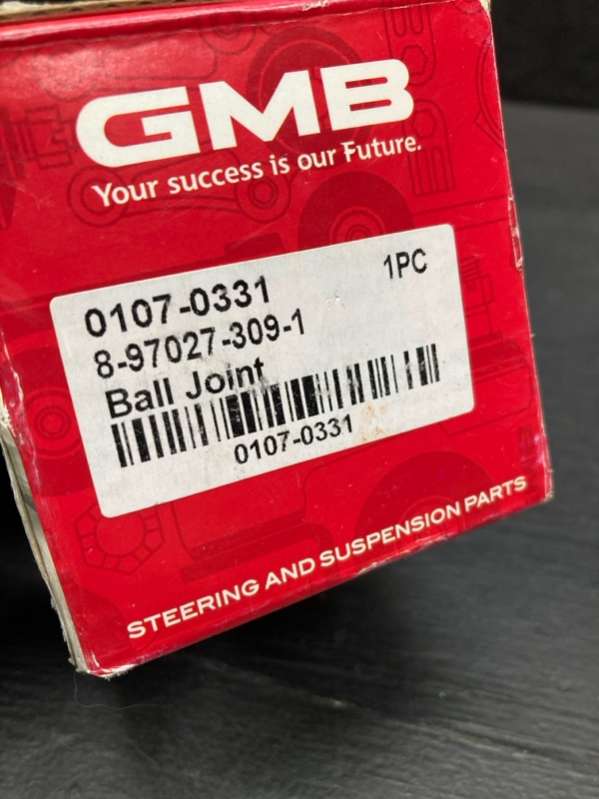 GMB
Your success is our Future.
0107-0331 1PC
8-97027-309-1
Ball Joint
0107-0331
STEERING AND SUSPENSION PARTS